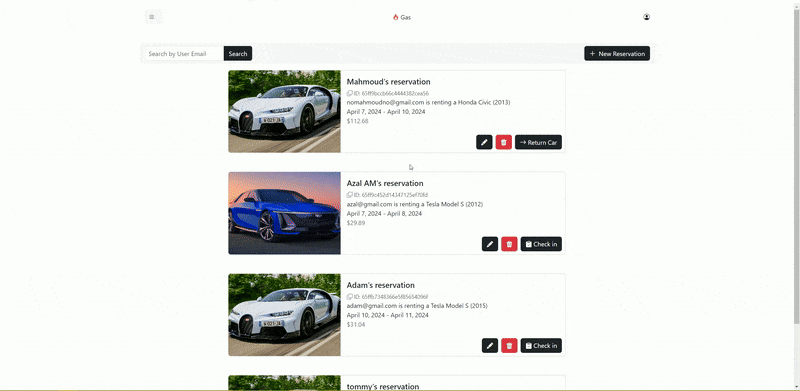 Gas
Search by User Email
Search
+ New Reservation
Mahmoud's reservation
ID: 65ff9bccb66c4444382cea56
nomahmoudno@gmail.com is renting a Honda Civic (2013)
April 7, 2024 - April 10, 2024
$112.68
→ Return Car
Azal AM's reservation
ID: 65ff9c452d14347125ef70fd
azal@gmail.com is renting a Tesla Model S (2012)
April 7, 2024 - April 8, 2024
$29.89
Check in
Adam's reservation
ID: 65ffb7348366e5f85654096f
adam@gmail.com is renting a Tesla Model S (2015)
April 10, 2024 - April 11, 2024
$31.04
Check in
tommy's reservation